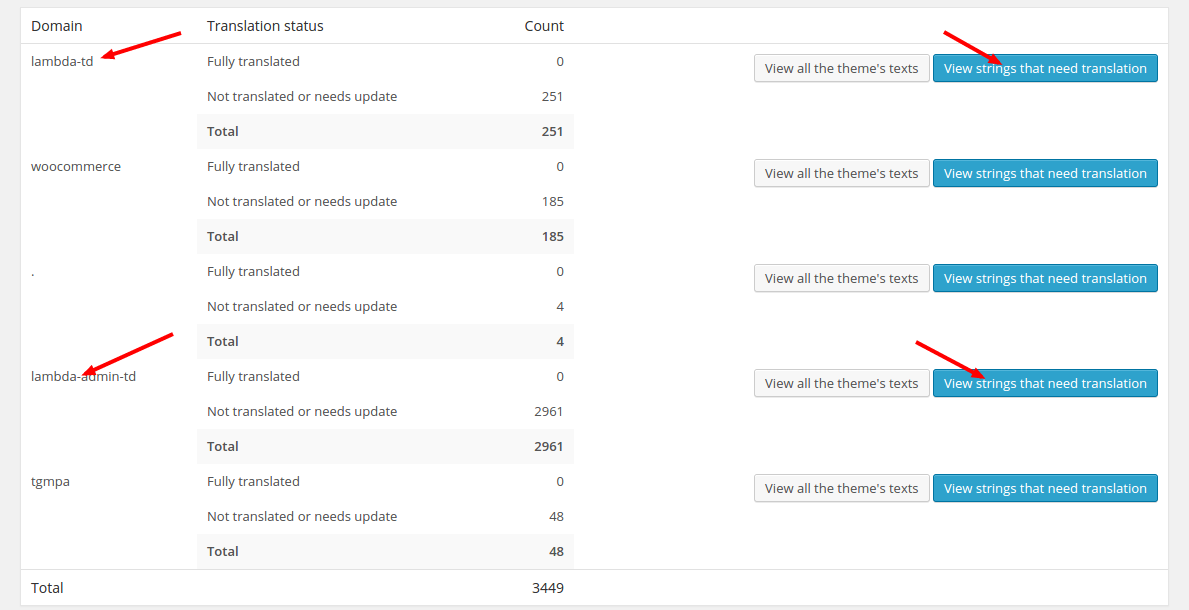 Domain Translation status Count
lambda-td Fully translated 0 View all the theme's texts View strings that need translation
Not translated or needs update 251
Total 251
woocommerce Fully translated 0 View all the theme's texts View strings that need translation
Not translated or needs update 185
Total 185
. Fully translated 0 View all the theme's texts View strings that need translation
Not translated or needs update 4
Total 4
lambda-admin-td Fully translated 0 View all the theme's texts View strings that need translation
Not translated or needs update 2961
Total 2961
tgmpa Fully translated 0 View all the theme's texts View strings that need translation
Not translated or needs update 48
Total 48
Total 3449